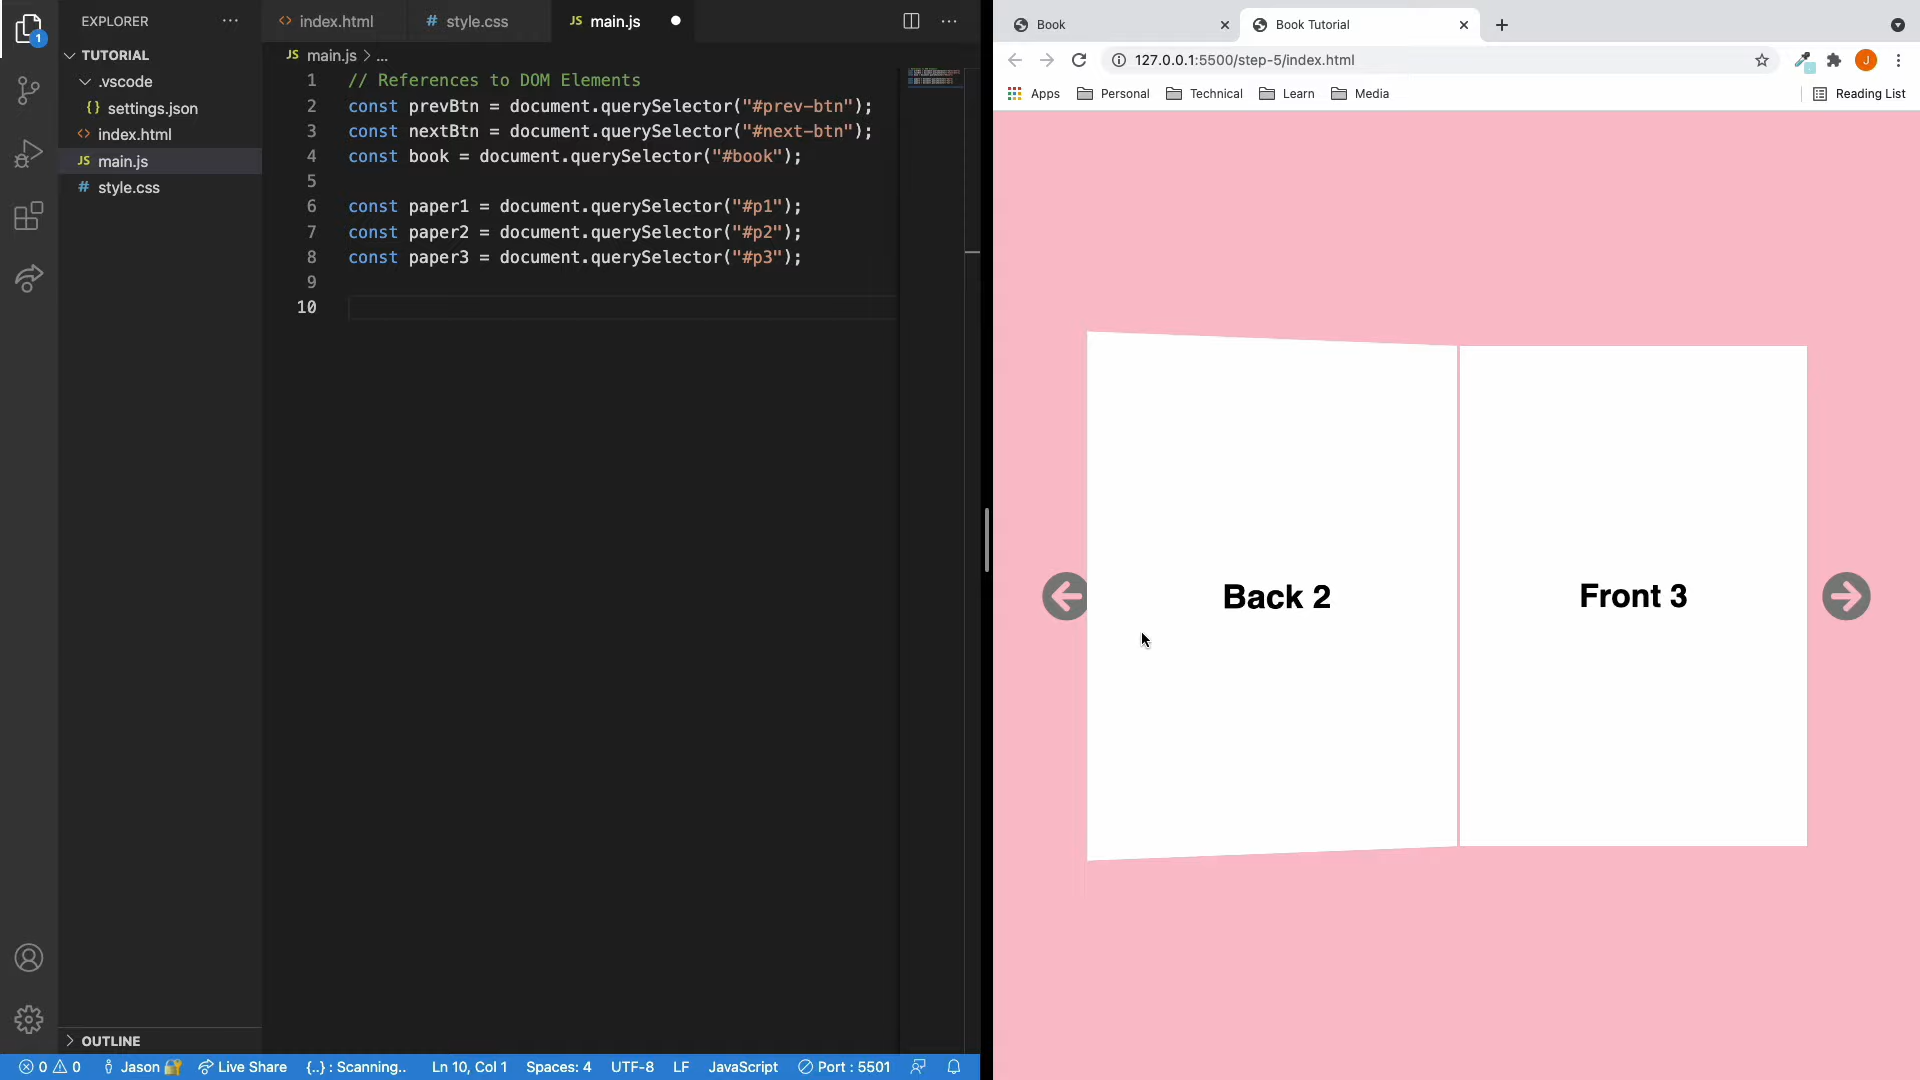 EXPLORER
TUTORIAL
.vscode
{} settings.json
<> index.html
JS main.js
# style.css
OUTLINE
1
<> index.html
# style.css
JS main.js
JS main.js > ...
1 // References to DOM Elements
2 const prevBtn = document.querySelector("#prev-btn");
3 const nextBtn = document.querySelector("#next-btn");
4 const book = document.querySelector("#book");
5
6 const paper1 = document.querySelector("#p1");
7 const paper2 = document.querySelector("#p2");
8 const paper3 = document.querySelector("#p3");
9
10
0 0 Jason Live Share {..} : Scanning.. Ln 10, Col 1 Spaces: 4 UTF-8 LF JavaScript Port : 5501
Book
Book Tutorial
127.0.0.1:5500/step-5/index.html
J
Apps Personal Technical Learn Media Reading List
Back 2
Front 3